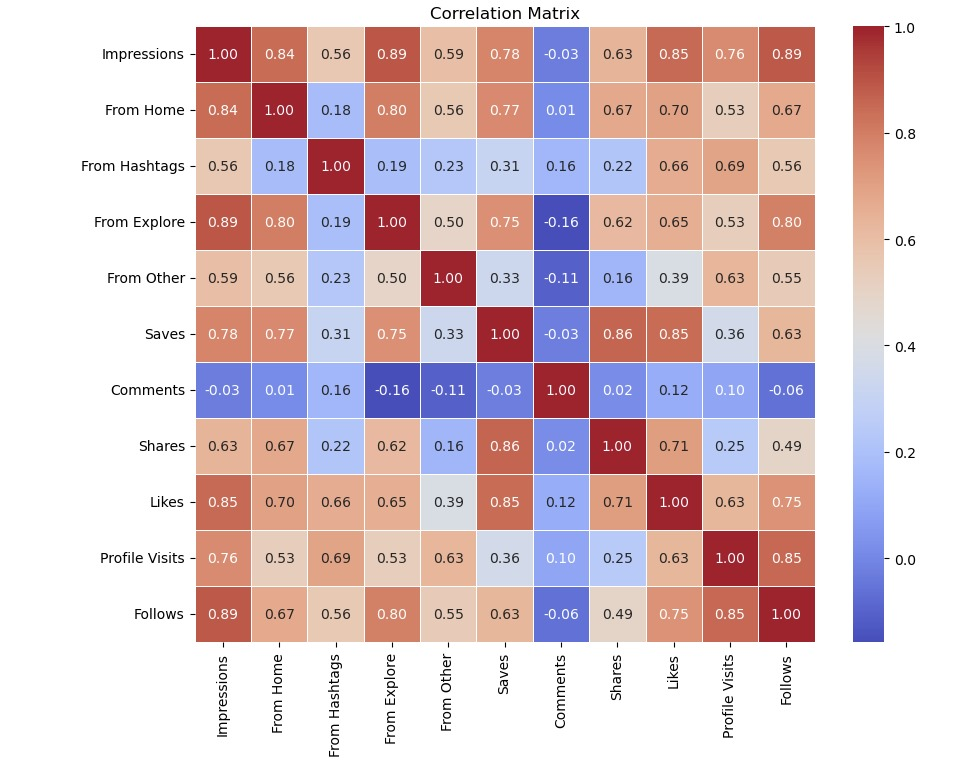 Correlation Matrix
Impressions 1.00 0.84 0.56 0.89 0.59 0.78 -0.03 0.63 0.85 0.76 0.89
From Home 0.84 1.00 0.18 0.80 0.56 0.77 0.01 0.67 0.70 0.53 0.67
From Hashtags 0.56 0.18 1.00 0.19 0.23 0.31 0.16 0.22 0.66 0.69 0.56
From Explore 0.89 0.80 0.19 1.00 0.50 0.75 -0.16 0.62 0.65 0.53 0.80
From Other 0.59 0.56 0.23 0.50 1.00 0.33 -0.11 0.16 0.39 0.63 0.55
Saves 0.78 0.77 0.31 0.75 0.33 1.00 -0.03 0.86 0.85 0.36 0.63
Comments -0.03 0.01 0.16 -0.16 -0.11 -0.03 1.00 0.02 0.12 0.10 -0.06
Shares 0.63 0.67 0.22 0.62 0.16 0.86 0.02 1.00 0.71 0.25 0.49
Likes 0.85 0.70 0.66 0.65 0.39 0.85 0.12 0.71 1.00 0.63 0.75
Profile Visits 0.76 0.53 0.69 0.53 0.63 0.36 0.10 0.25 0.63 1.00 0.85
Follows 0.89 0.67 0.56 0.80 0.55 0.63 -0.06 0.49 0.75 0.85 1.00
Impressions
From Home
From Hashtags
From Explore
From Other
Saves
Comments
Shares
Likes
Profile Visits
Follows
1.0
0.8
0.6
0.4
0.2
0.0